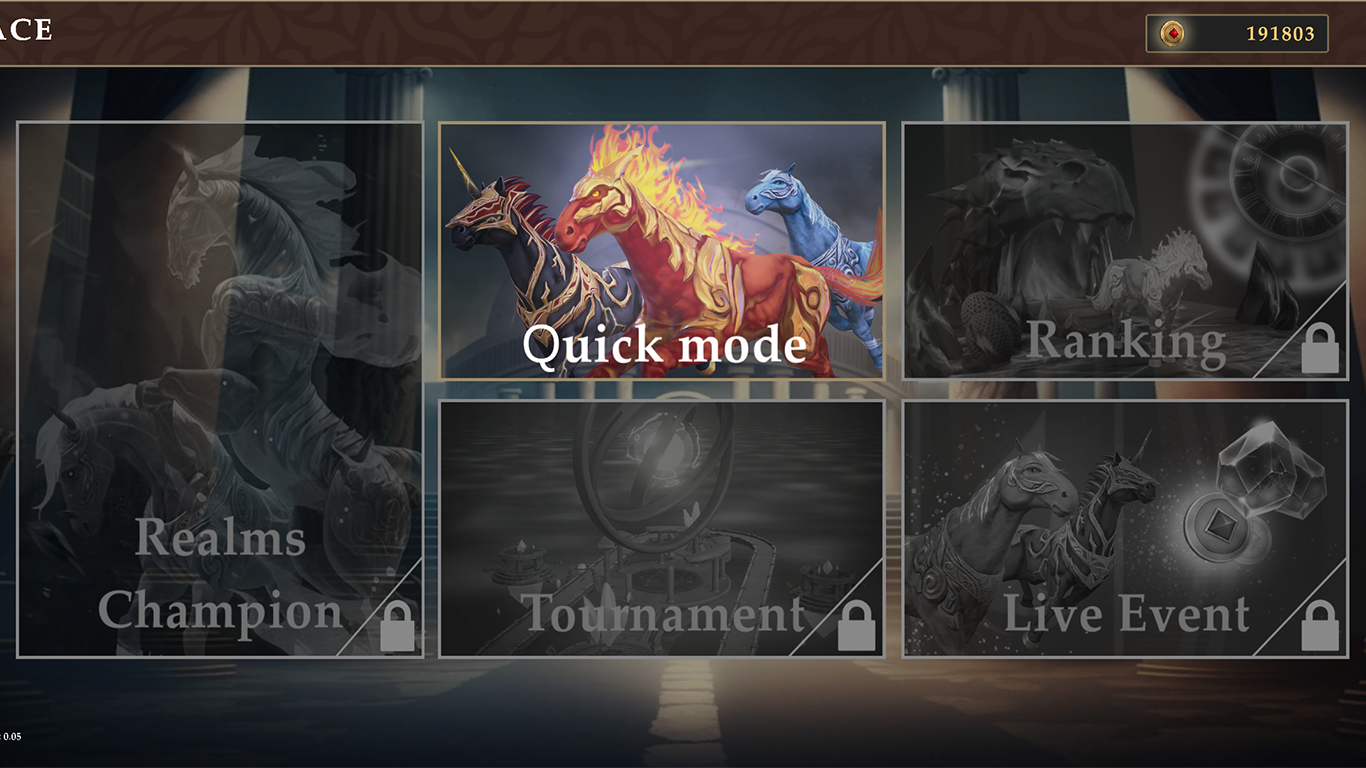 ACE
191803
Quick mode
Ranking
Realms
Champion
Tournament
Live Event
: 0.05